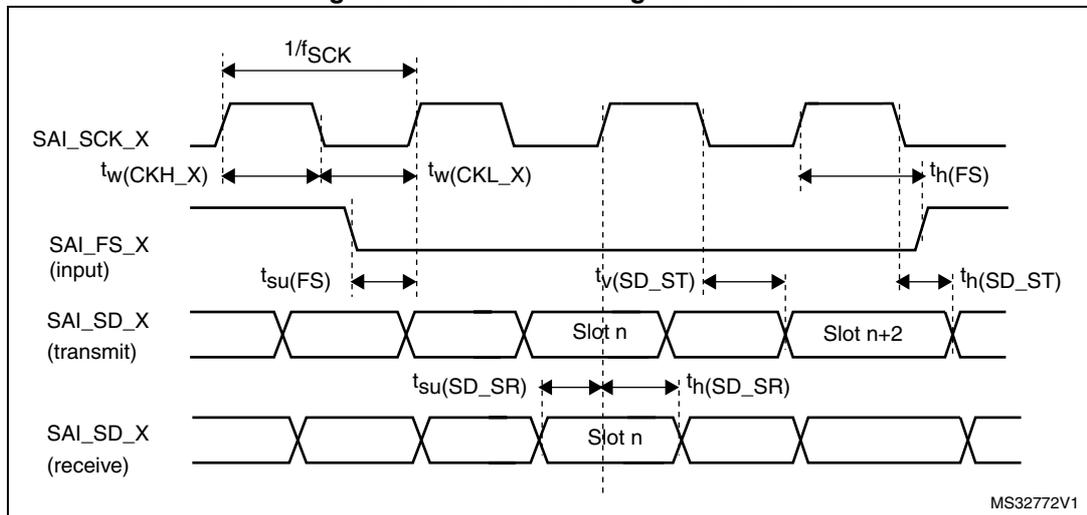 1/fSCK
SAI_SCK_X
tw(CKH_X)
tw(CKL_X)
th(FS)
SAI_FS_X
(input)
tsu(FS)
tv(SD_ST)
th(SD_ST)
SAI_SD_X
(transmit)
Slot n
Slot n+2
tsu(SD_SR)
th(SD_SR)
SAI_SD_X
(receive)
Slot n
MS32772V1